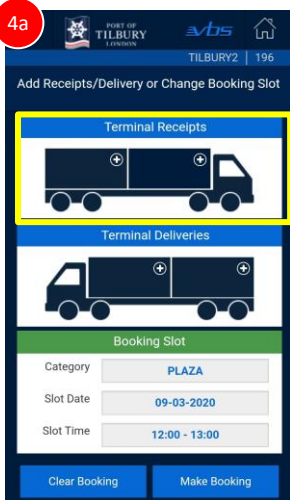 4a
PORT OF
TILBURY
LONDON
vbs
TILBURY2 | 196
Add Receipts/Delivery or Change Booking Slot
Terminal Receipts
Terminal Deliveries
Booking Slot
Category PLAZA
Slot Date 09-03-2020
Slot Time 12:00 - 13:00
Clear Booking Make Booking